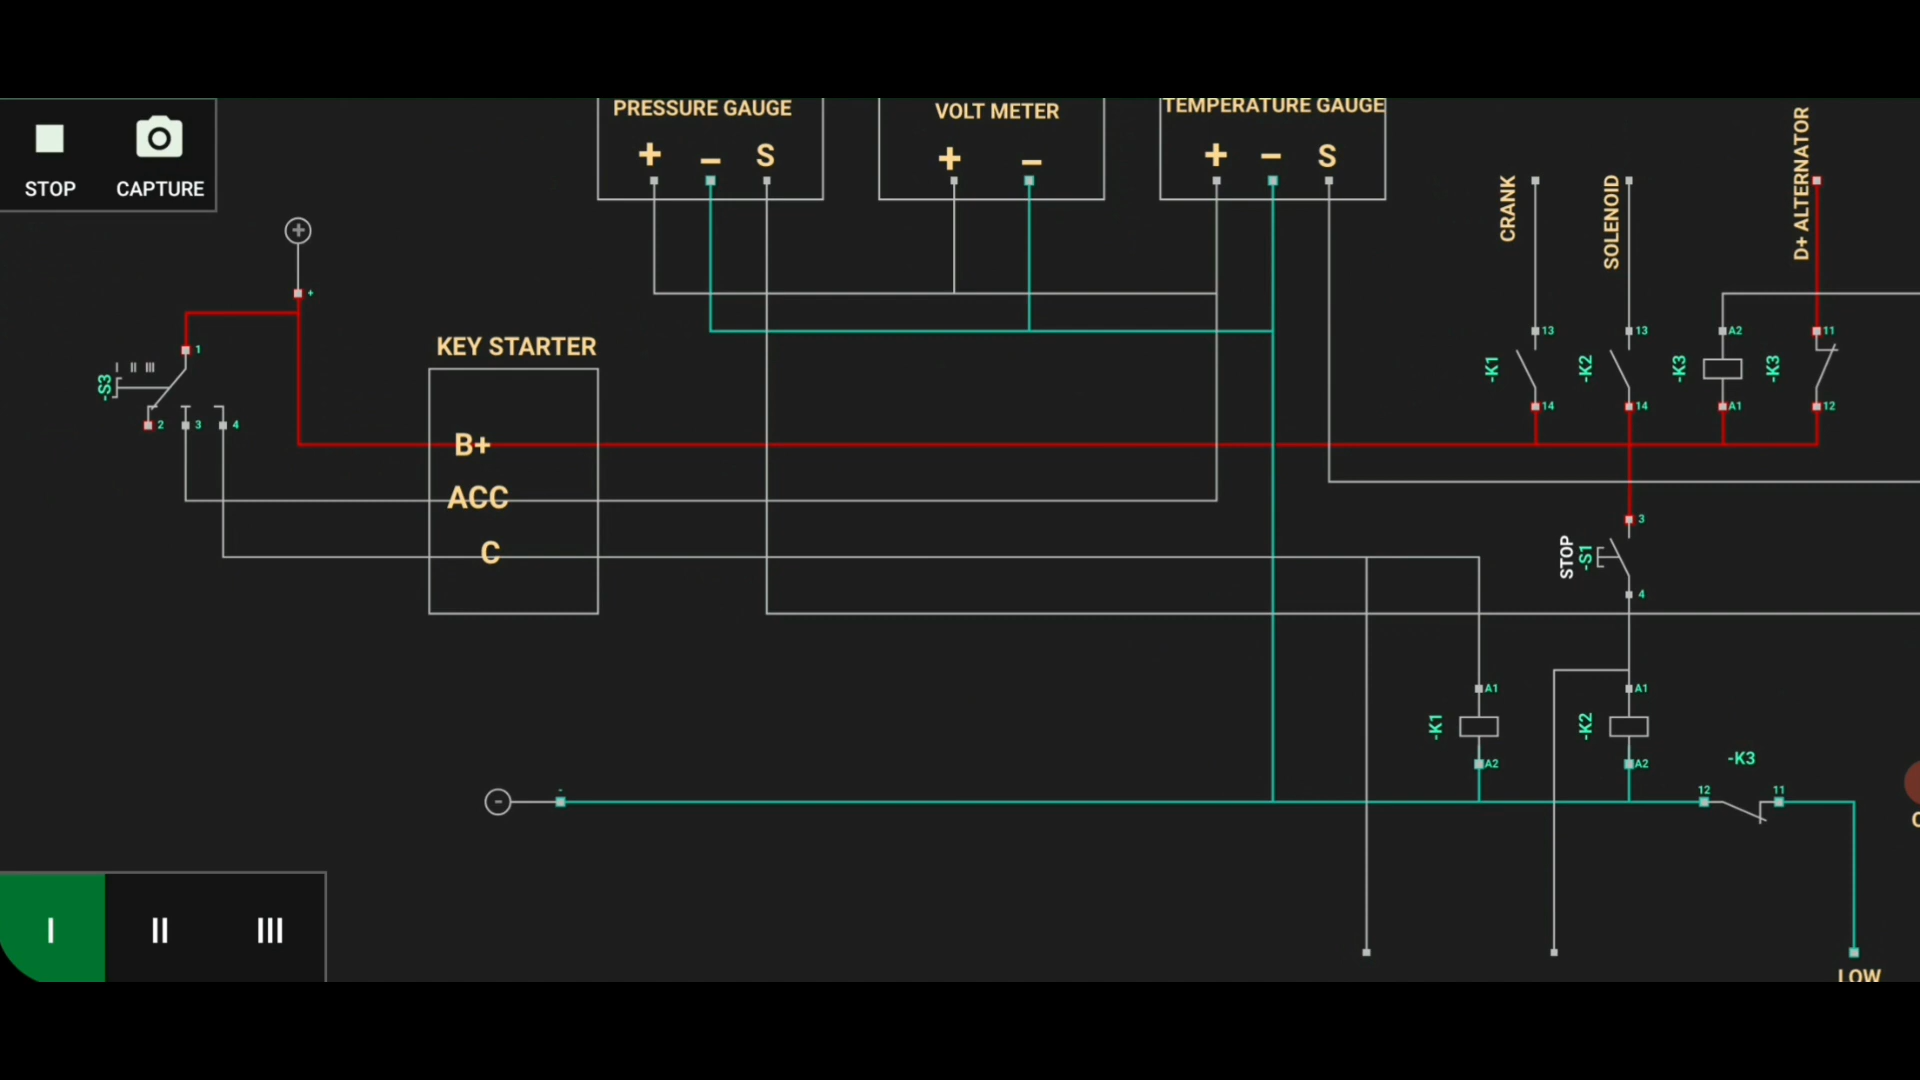 STOP
CAPTURE
PRESSURE GAUGE
+ – S
VOLT METER
+ –
TEMPERATURE GAUGE
+ – S
CRANK
SOLENOID
D+ ALTERNATOR
+
+
1
I II III
-S3
2 3 4
KEY STARTER
B+
ACC
C
13
-K1
14
13
-K2
14
A2
-K3
A1
11
-K3
12
3
STOP
-S1
4
A1
-K1
A2
A1
-K2
A2
-K3
12 11
-
-
LOW
I II III